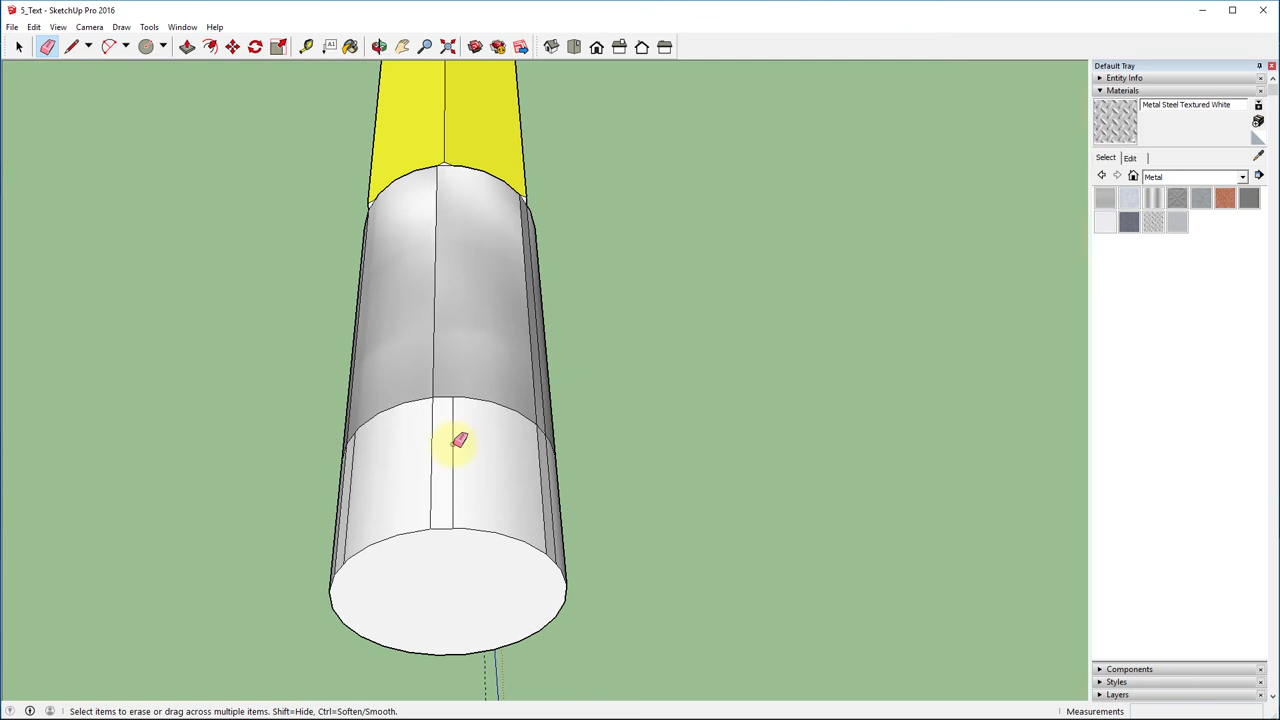 5_Text - SketchUp Pro 2016
File Edit View Camera Draw Tools Window Help
A1
Default Tray
Entity Info
Materials
Metal Steel Textured White
Select Edit
Metal
Components
Styles
Layers
Select items to erase or drag across multiple items. Shift=Hide, Ctrl=Soften/Smooth.
Measurements